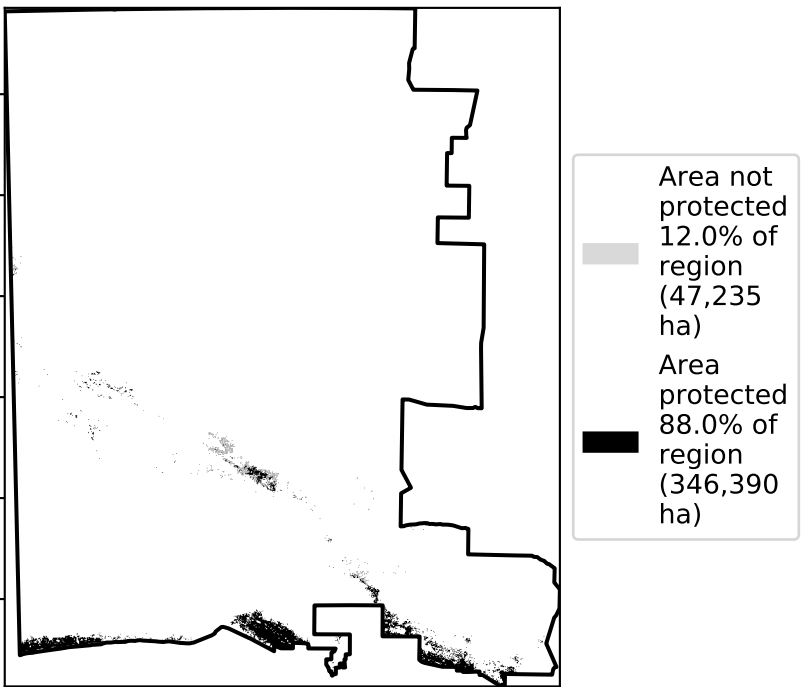 Area not
protected
12.0% of
region
(47,235
ha)
Area
protected
88.0% of
region
(346,390
ha)